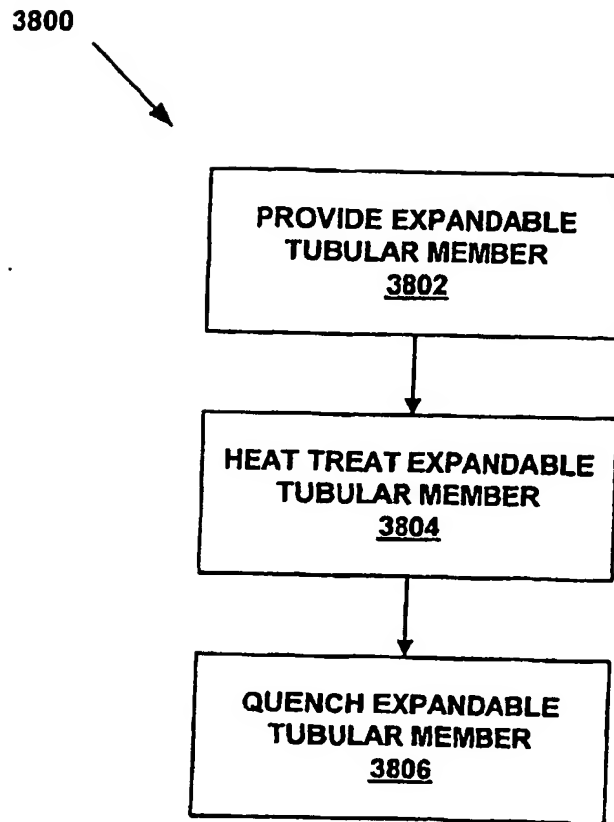 3800
PROVIDE EXPANDABLE
TUBULAR MEMBER
3802
HEAT TREAT EXPANDABLE
TUBULAR MEMBER
3804
QUENCH EXPANDABLE
TUBULAR MEMBER
3806